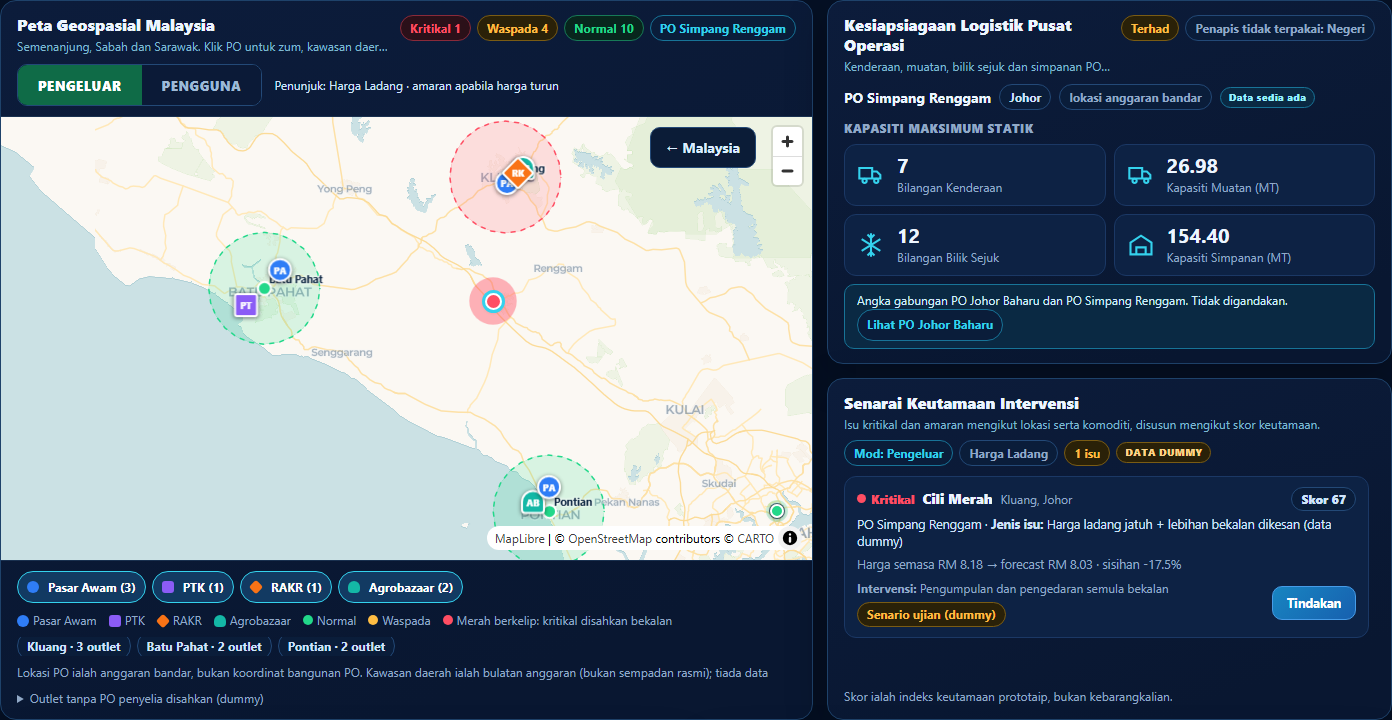 Peta Geospasial Malaysia
Semenanjung, Sabah dan Sarawak. Klik PO untuk zum, kawasan daer...
Kritikal 1
Waspada 4
Normal 10
PO Simpang Renggam
PENGELUAR
PENGGUNA
Penunjuk: Harga Ladang · amaran apabila harga turun
← Malaysia
+
−
Yong Peng
RK
PA
Renggam
PA
Batu Pahat
BATU PAHAT
PT
Senggarang
KULAI
Skudai
PA
AB
Pontian
Pekan Nanas
PONTIAN
MapLibre | © OpenStreetMap contributors © CARTO
Pasar Awam (3)
PTK (1)
RAKR (1)
Agrobazaar (2)
Pasar Awam
PTK
RAKR
Agrobazaar
Normal
Waspada
Merah berkelip: kritikal disahkan bekalan
Kluang · 3 outlet
Batu Pahat · 2 outlet
Pontian · 2 outlet
Lokasi PO ialah anggaran bandar, bukan koordinat bangunan PO. Kawasan daerah ialah bulatan anggaran (bukan sempadan rasmi); tiada data
Outlet tanpa PO penyelia disahkan (dummy)
Kesiapsiagaan Logistik Pusat
Operasi
Terhad
Penapis tidak terpakai: Negeri
Kenderaan, muatan, bilik sejuk dan simpanan PO...
PO Simpang Renggam
Johor
lokasi anggaran bandar
Data sedia ada
KAPASITI MAKSIMUM STATIK
7
Bilangan Kenderaan
26.98
Kapasiti Muatan (MT)
12
Bilangan Bilik Sejuk
154.40
Kapasiti Simpanan (MT)
Angka gabungan PO Johor Baharu dan PO Simpang Renggam. Tidak digandakan.
Lihat PO Johor Baharu
Senarai Keutamaan Intervensi
Isu kritikal dan amaran mengikut lokasi serta komoditi, disusun mengikut skor keutamaan.
Mod: Pengeluar
Harga Ladang
1 isu
DATA DUMMY
Kritikal
Cili Merah
Kluang, Johor
Skor 67
PO Simpang Renggam · Jenis isu: Harga ladang jatuh + lebihan bekalan dikesan (data
dummy)
Harga semasa RM 8.18 → forecast RM 8.03 · sisihan -17.5%
Intervensi: Pengumpulan dan pengedaran semula bekalan
Senario ujian (dummy)
Tindakan
Skor ialah indeks keutamaan prototaip, bukan kebarangkalian.